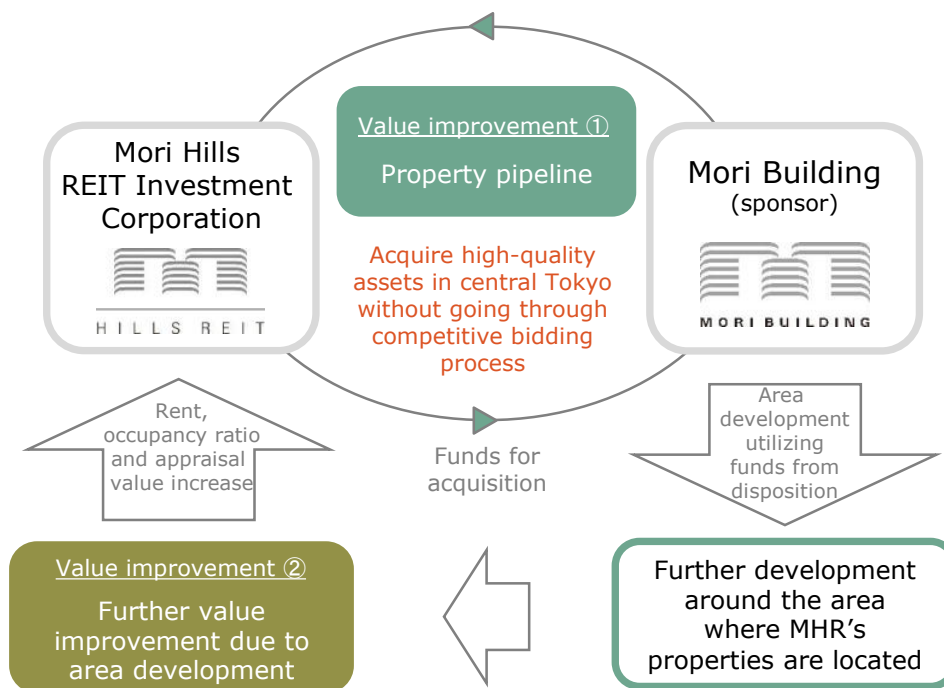 Value improvement ①
Property pipeline
Mori Hills
REIT Investment
Corporation
HILLS REIT
Mori Building
(sponsor)
MORI BUILDING
Acquire high-quality
assets in central Tokyo
without going through
competitive bidding
process
Rent,
occupancy ratio
and appraisal
value increase
Funds for
acquisition
Area
development
utilizing
funds from
disposition
Value improvement ②
Further value
improvement due to
area development
Further development
around the area
where MHR’s
properties are located